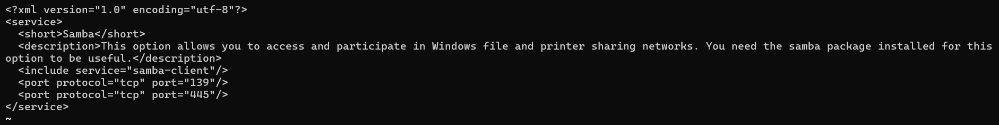 <?xml version="1.0" encoding="utf-8"?>
<service>
  <short>Samba</short>
  <description>This option allows you to access and participate in Windows file and printer sharing networks. You need the samba package installed for this
option to be useful.</description>
  <include service="samba-client"/>
  <port protocol="tcp" port="139"/>
  <port protocol="tcp" port="445"/>
</service>
~